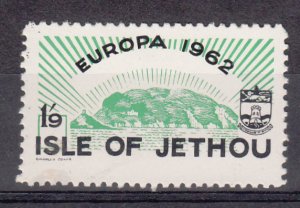 EUROPA 1962
1/9
ISLE OF JETHOU